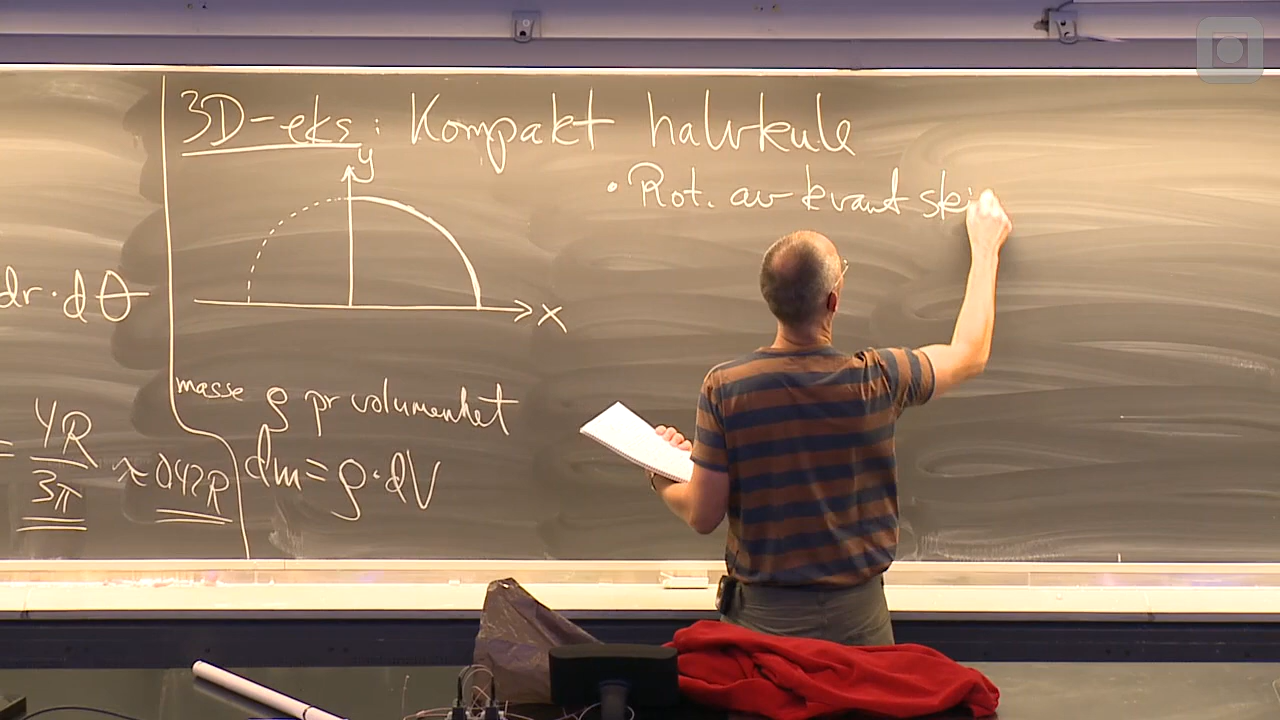 dr·dθ
= 4R/3π ≈ 0,42R
3D-eks: Kompakt halvkule
y
x
• Rot. av kvart ski
masse ρ pr volumenhet
dm = ρ·dV